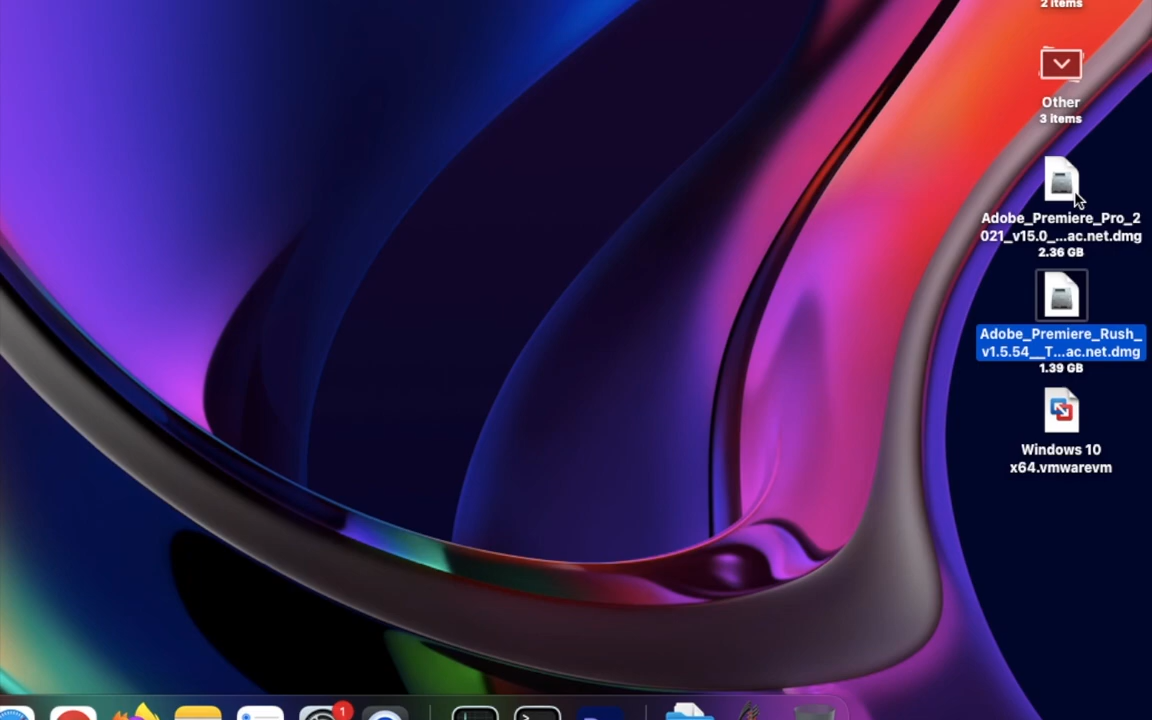 2 items
Other
3 items
Adobe_Premiere_Pro_2
021_v15.0_...ac.net.dmg
2.36 GB
Adobe_Premiere_Rush_
v1.5.54__T...ac.net.dmg
1.39 GB
Windows 10
x64.vmwarevm
1